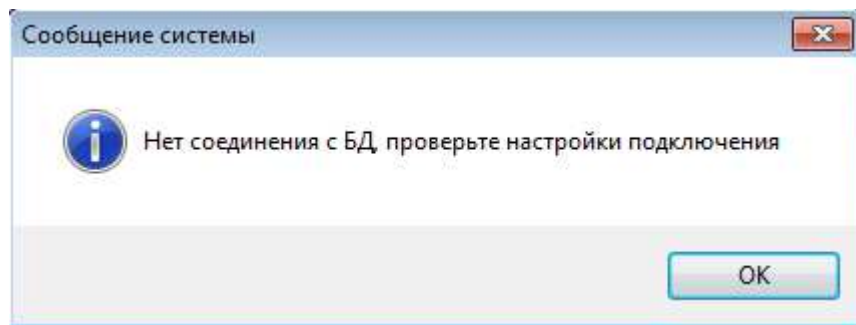 Сообщение системы
Нет соединения с БД, проверьте настройки подключения
OK